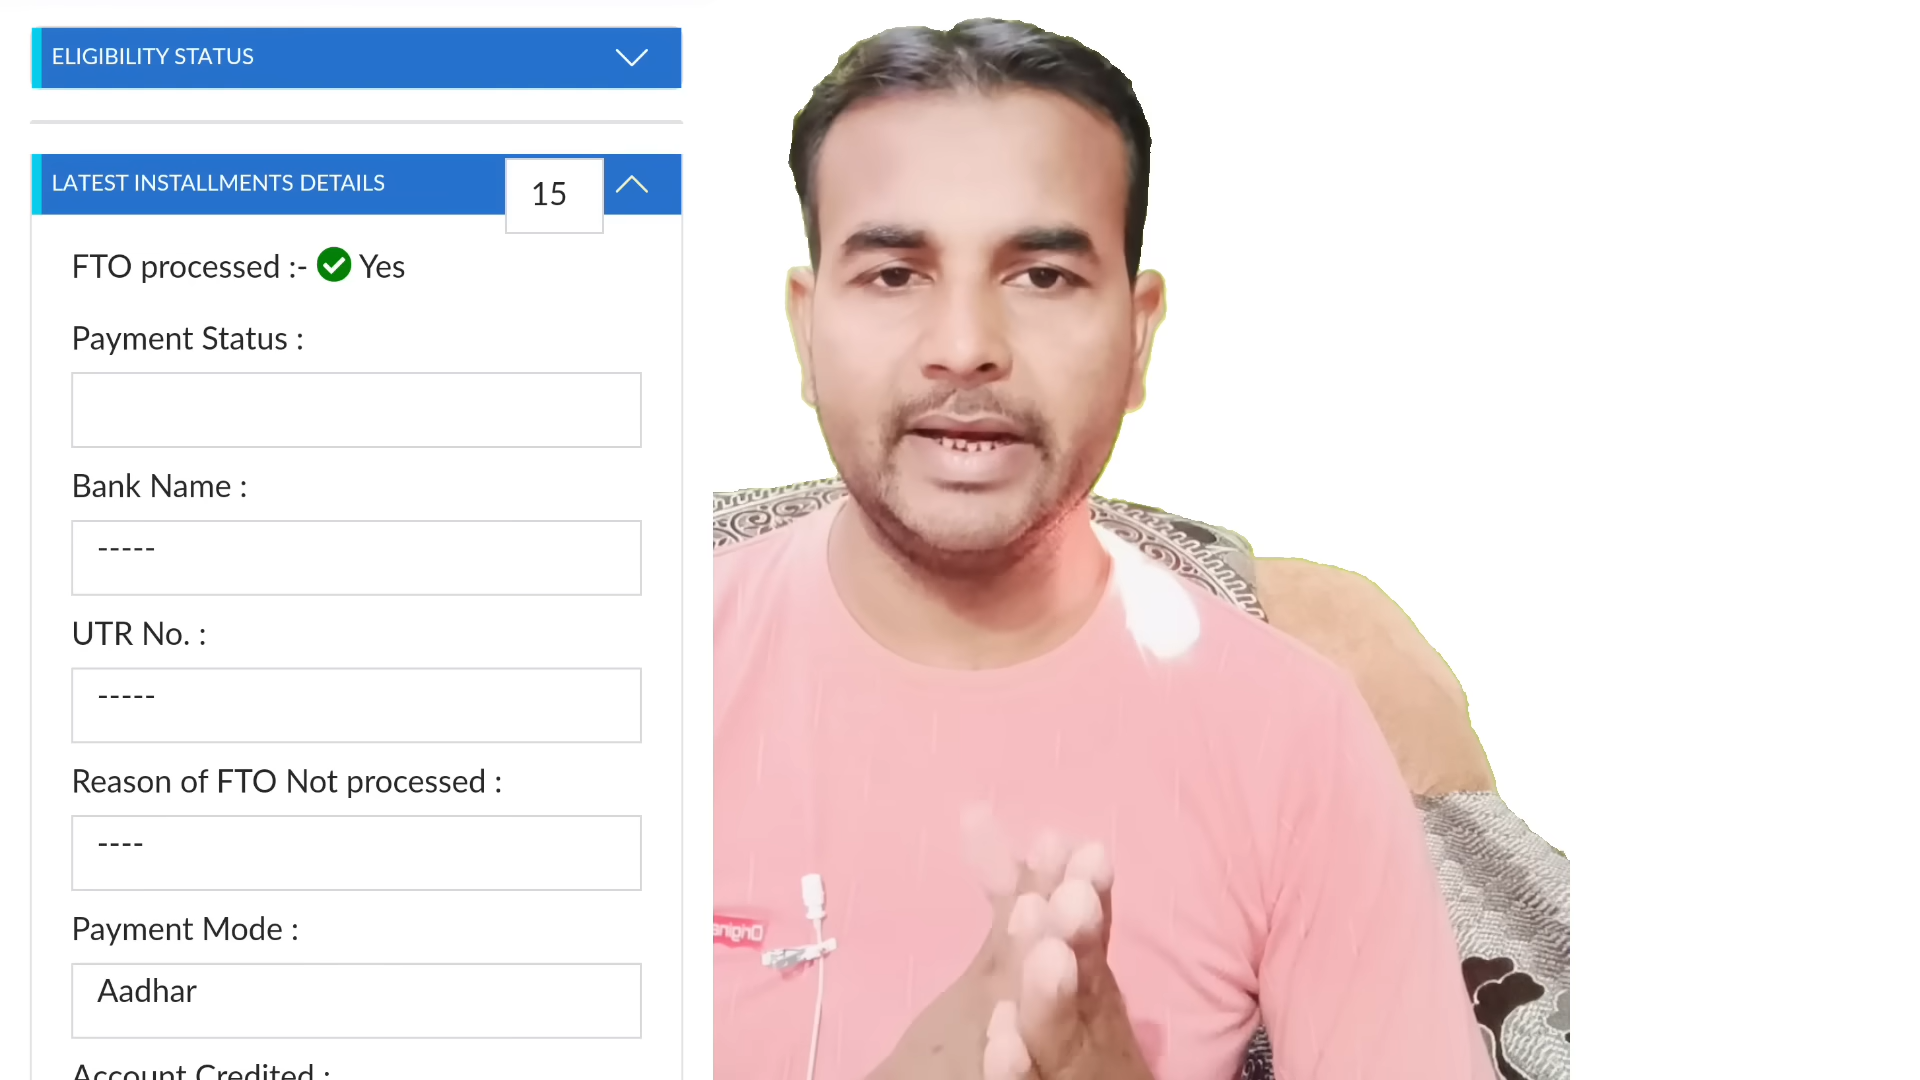 ELIGIBILITY STATUS
LATEST INSTALLMENTS DETAILS 15
FTO processed :- Yes
Payment Status :
Bank Name :
-----
UTR No. :
-----
Reason of FTO Not processed :
----
Payment Mode :
Aadhar
Account Credited :
Origina